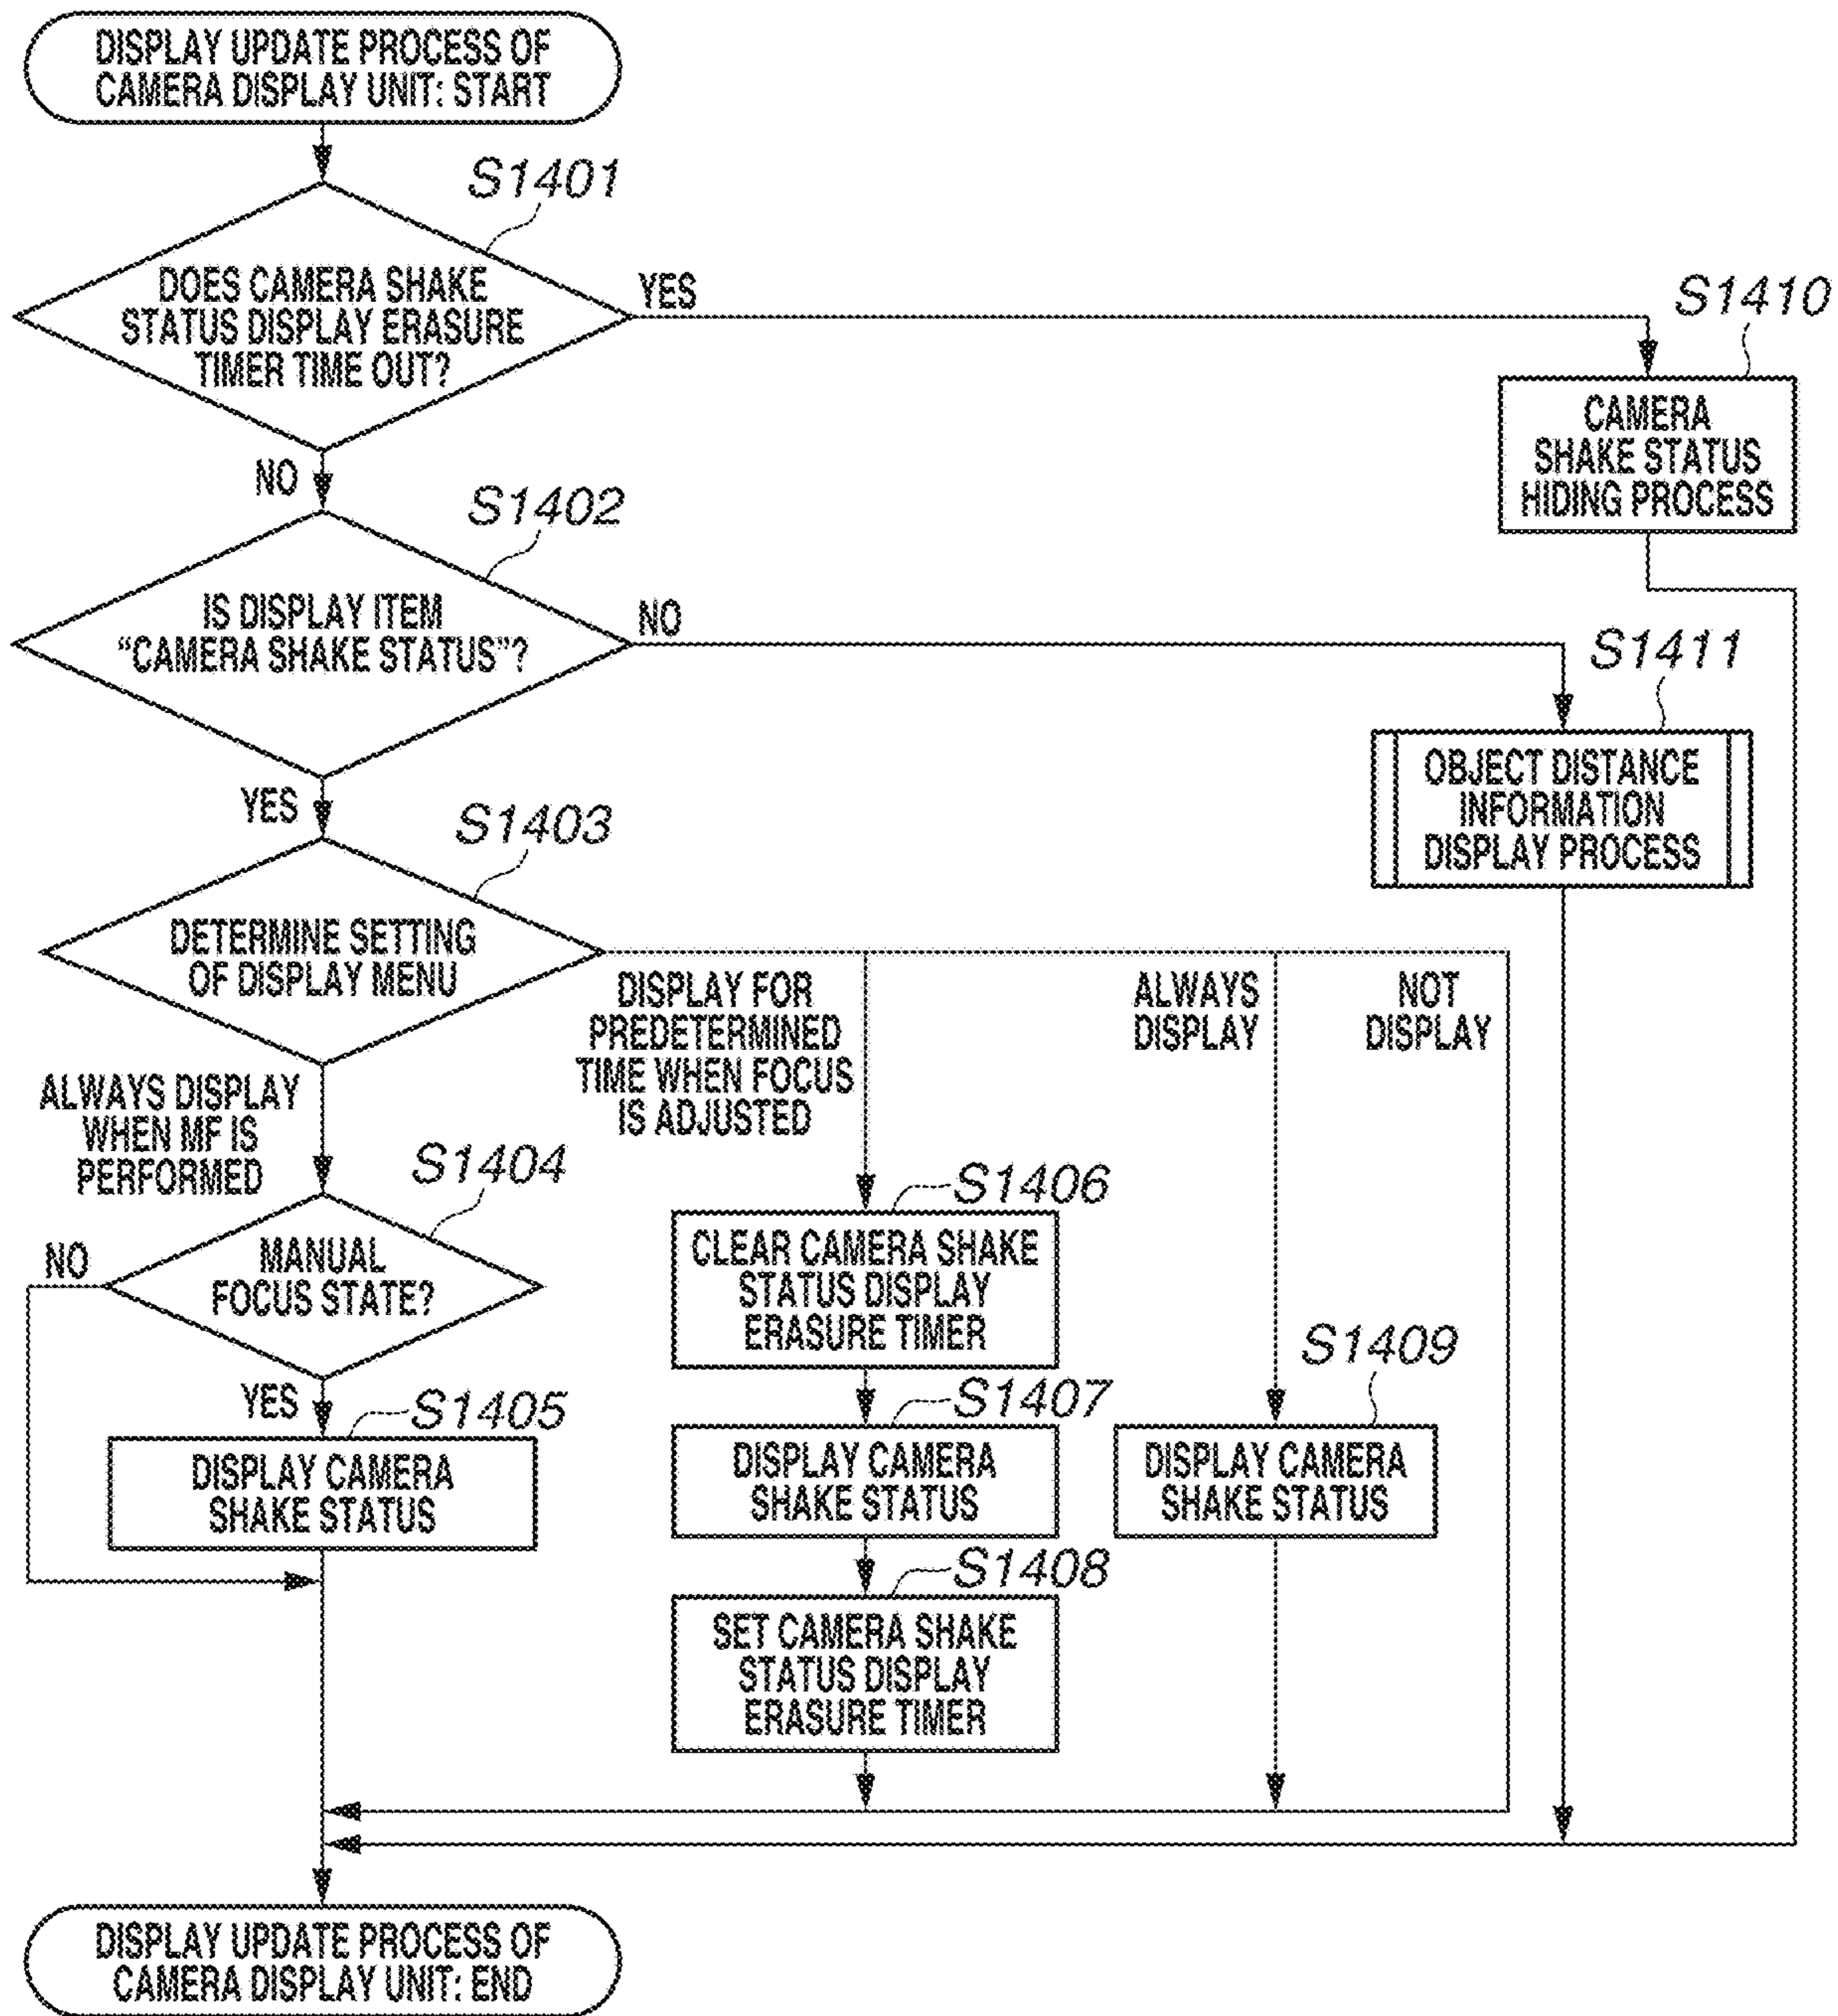 DISPLAY UPDATE PROCESS OF
CAMERA DISPLAY UNIT: START
S1401
DOES CAMERA SHAKE
STATUS DISPLAY ERASURE
TIMER TIME OUT?
YES
NO
S1410
CAMERA
SHAKE STATUS
HIDING PROCESS
S1402
IS DISPLAY ITEM
“CAMERA SHAKE STATUS”?
NO
YES
S1411
OBJECT DISTANCE
INFORMATION
DISPLAY PROCESS
S1403
DETERMINE SETTING
OF DISPLAY MENU
ALWAYS DISPLAY
WHEN MF IS
PERFORMED
DISPLAY FOR
PREDETERMINED
TIME WHEN FOCUS
IS ADJUSTED
ALWAYS
DISPLAY
NOT
DISPLAY
S1404
MANUAL
FOCUS STATE?
NO
YES
S1405
DISPLAY CAMERA
SHAKE STATUS
S1406
CLEAR CAMERA SHAKE
STATUS DISPLAY
ERASURE TIMER
S1407
DISPLAY CAMERA
SHAKE STATUS
S1408
SET CAMERA SHAKE
STATUS DISPLAY
ERASURE TIMER
S1409
DISPLAY CAMERA
SHAKE STATUS
DISPLAY UPDATE PROCESS OF
CAMERA DISPLAY UNIT: END